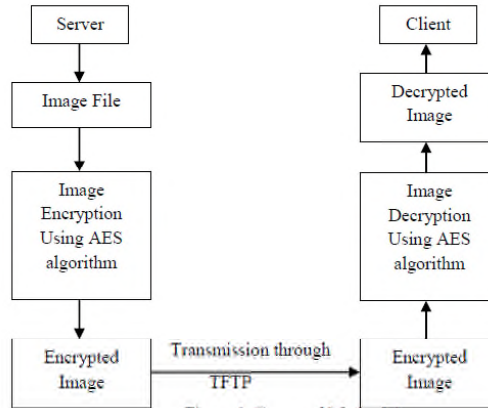 Server
Image File
Image
Encryption
Using AES
algorithm
Encrypted
Image
Transmission through
TFTP
Client
Decrypted
Image
Image
Decryption
Using AES
algorithm
Encrypted
Image